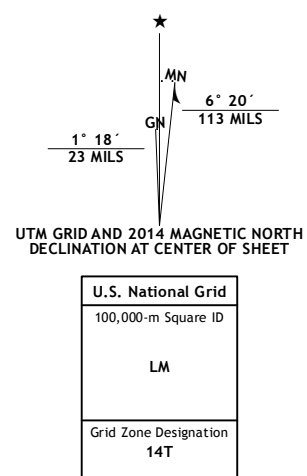 ★
MN
GN
6° 20´
113 MILS
1° 18´
23 MILS
UTM GRID AND 2014 MAGNETIC NORTH
DECLINATION AT CENTER OF SHEET
U.S. National Grid
100,000-m Square ID
LM
Grid Zone Designation
14T